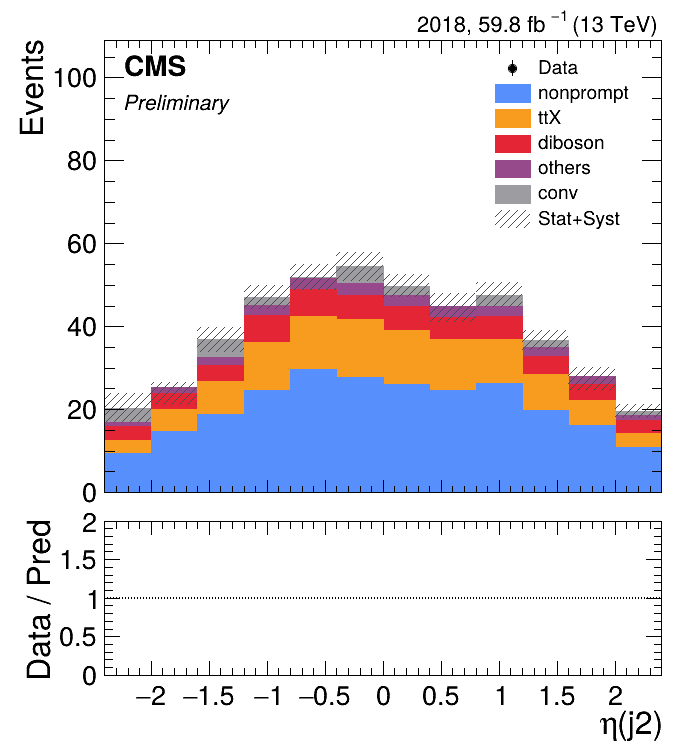 2018, 59.8 fb⁻¹ (13 TeV)
Events
CMS
Preliminary
Data
nonprompt
ttX
diboson
others
conv
Stat+Syst
100
80
60
40
20
0
Data / Pred
2
1.5
1
0.5
0
−2 −1.5 −1 −0.5 0 0.5 1 1.5 2
η(j2)